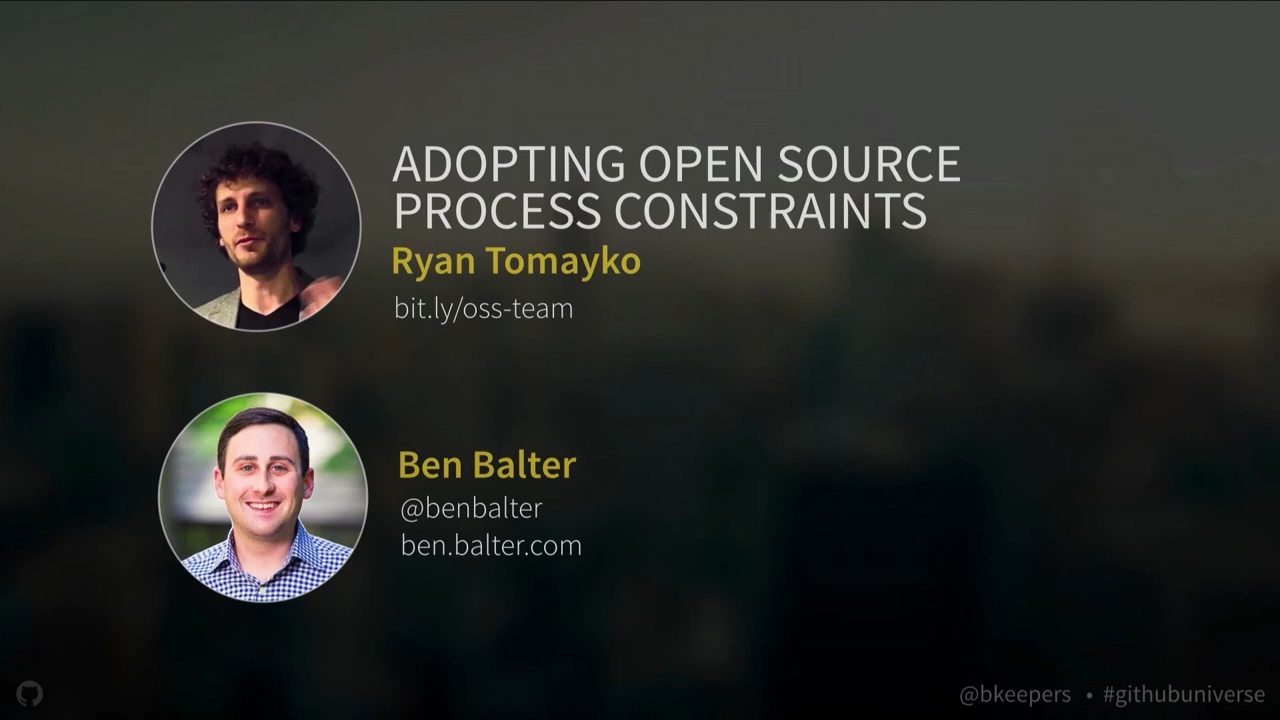 ADOPTING OPEN SOURCE
PROCESS CONSTRAINTS
Ryan Tomayko
bit.ly/oss-team
Ben Balter
@benbalter
ben.balter.com
@bkeepers • #githubuniverse